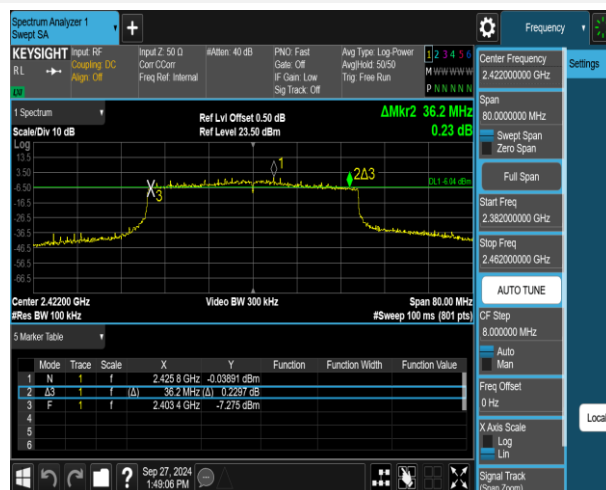 Spectrum Analyzer 1
Swept SA
Frequency
Settings
KEYSIGHT
R L
Input: RF
Coupling: DC
Align: Off
Input Z: 50 Ω
Corr CCorr
Freq Ref: Internal
#Atten: 40 dB
PNO: Fast
Gate: Off
IF Gain: Low
Sig Track: Off
Avg Type: Log-Power
Avg|Hold: 50/50
Trig: Free Run
1 2 3 4 5 6
M W W W W W
P N N N N N
1 Spectrum
Scale/Div 10 dB
Ref Lvl Offset 0.50 dB
Ref Level 23.50 dBm
ΔMkr2 36.2 MHz
0.23 dB
Log
13.5
3.50
-6.50
-16.5
-26.5
-36.5
-46.5
-56.5
-66.5
1
2Δ3
3
DL1 -6.04 dBm
Center 2.42200 GHz
#Res BW 100 kHz
Video BW 300 kHz
Span 80.00 MHz
#Sweep 100 ms (801 pts)
5 Marker Table
Mode Trace Scale X Y Function Function Width Function Value
1 N 1 f 2.425 8 GHz -0.03891 dBm
2 Δ3 1 f (Δ) 36.2 MHz (Δ) 0.2297 dB
3 F 1 f 2.403 4 GHz -7.275 dBm
4
5
6
Sep 27, 2024
1:49:06 PM
Center Frequency
2.422000000 GHz
Span
80.0000000 MHz
Swept Span
Zero Span
Full Span
Start Freq
2.382000000 GHz
Stop Freq
2.462000000 GHz
AUTO TUNE
CF Step
8.000000 MHz
Auto
Man
Freq Offset
0 Hz
X Axis Scale
Log
Lin
Signal Track
(Span Zoom)
Local